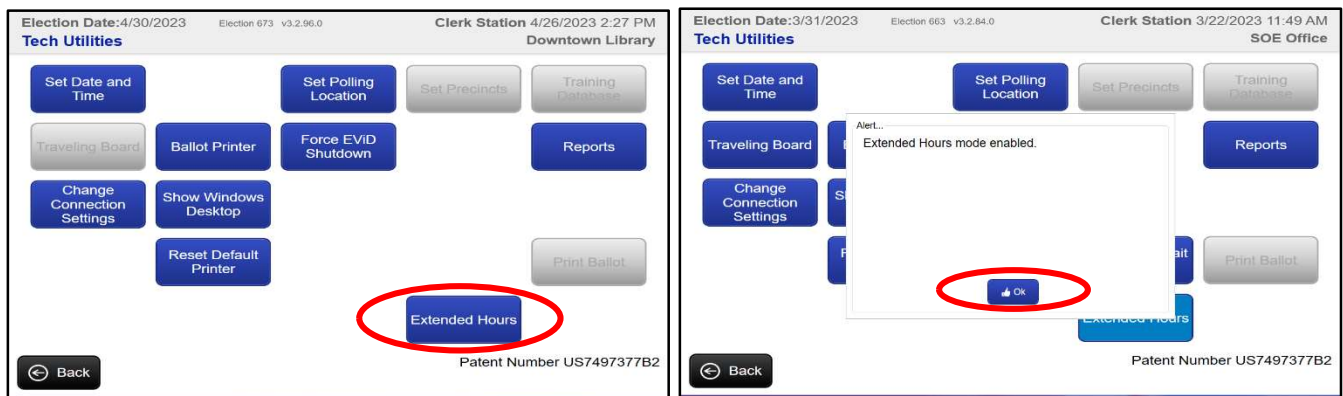 Election Date:4/30/2023 Election 673 v3.2.96.0 Clerk Station 4/26/2023 2:27 PM
Tech Utilities Downtown Library
Set Date and
Time
Set Polling
Location
Set Precincts
Training
Database
Traveling Board
Ballot Printer
Force EViD
Shutdown
Reports
Change
Connection
Settings
Show Windows
Desktop
Reset Default
Printer
Print Ballot
Extended Hours
Patent Number US7497377B2
Back
Election Date:3/31/2023 Election 663 v3.2.84.0 Clerk Station 3/22/2023 11:49 AM
Tech Utilities SOE Office
Set Date and
Time
Set Polling
Location
Set Precincts
Training
Database
Traveling Board
Alert...
Extended Hours mode enabled.
Reports
Change
Connection
Settings
Print Ballot
Ok
Extended Hours
Patent Number US7497377B2
Back